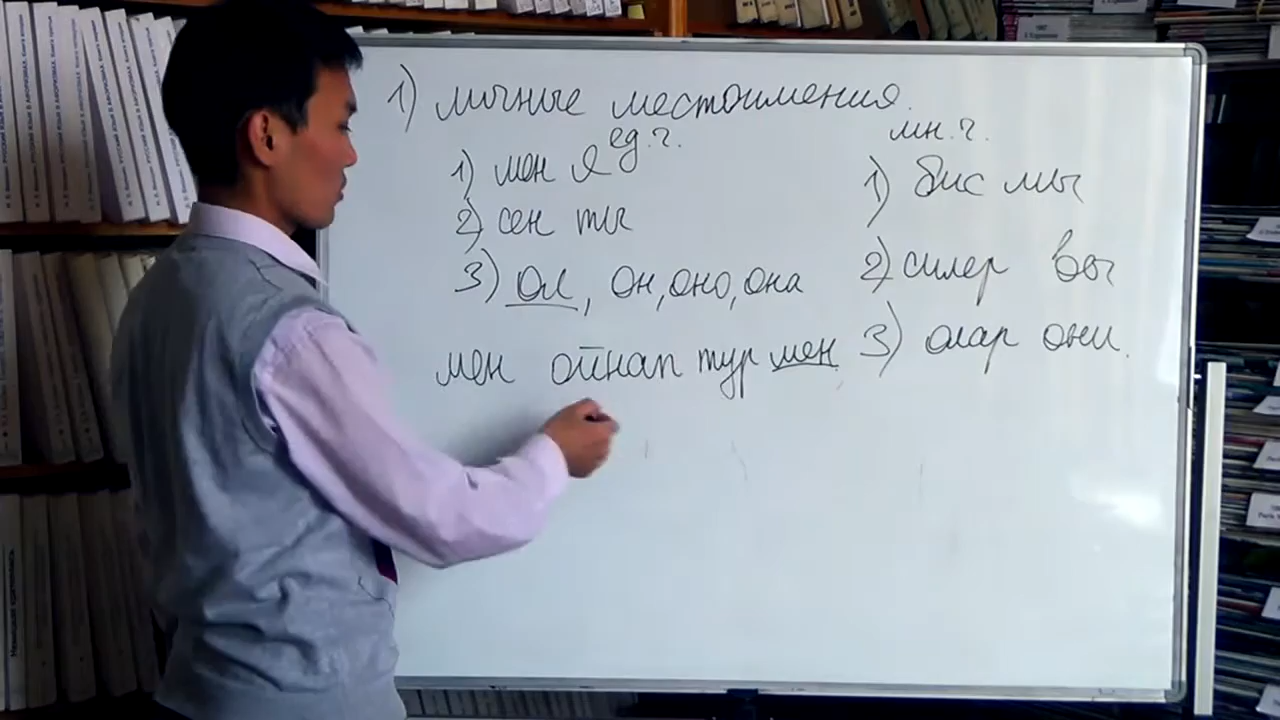 1) личные местоимения.
ед.ч.
1) мен я
2) сен ты
3) ол, он, оно, она
мен ойнап тур мен
мн.ч.
1) бис мы
2) силер вы
3) олар они.